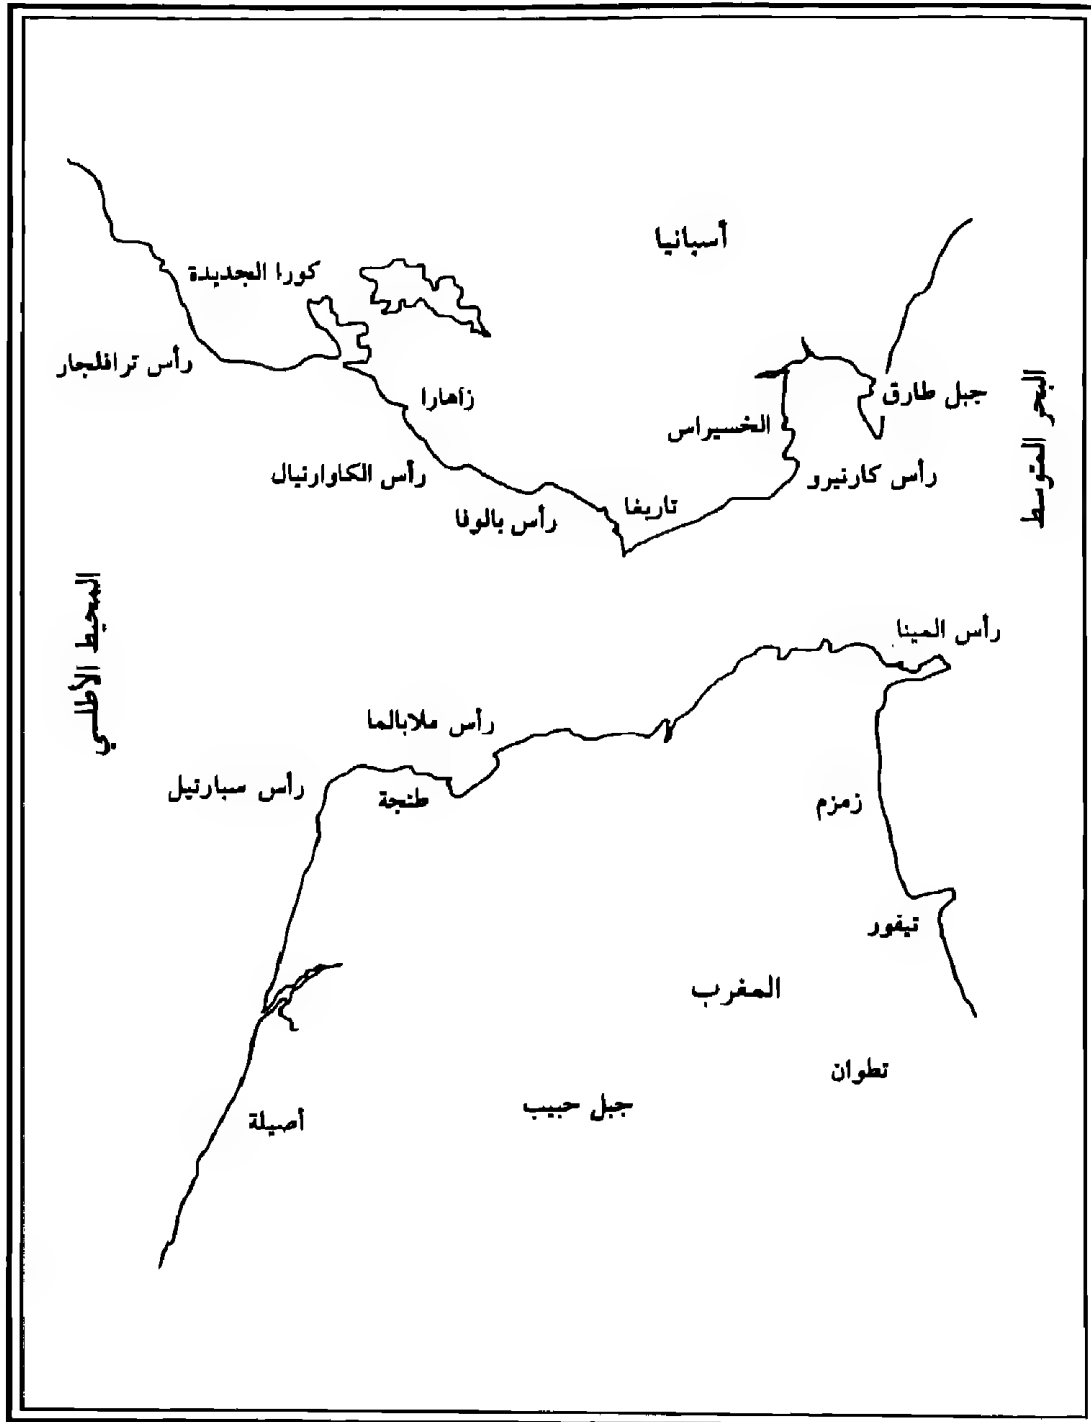 أسبانيا
كورا الجديدة
رأس ترافلجار
زاهارا
جبل طارق
البحر المتوسط
الخسيراس
رأس الكاوارنيال
رأس كارنيرو
تاريفا
رأس بالوفا
المحيط الأطلسي
رأس المينا
رأس ملابالما
رأس سبارتيل
طنجة
زمزم
تيفور
المغرب
تطوان
جبل حبيب
أصيلة